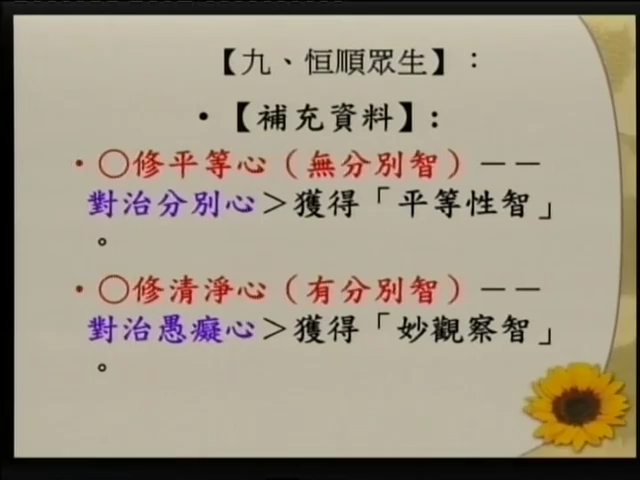 【九、恒順眾生】：
•【補充資料】:
•○修平等心（無分別智）－－
對治分別心＞獲得「平等性智」
。
•○修清淨心（有分別智）－－
對治愚癡心＞獲得「妙觀察智」
。